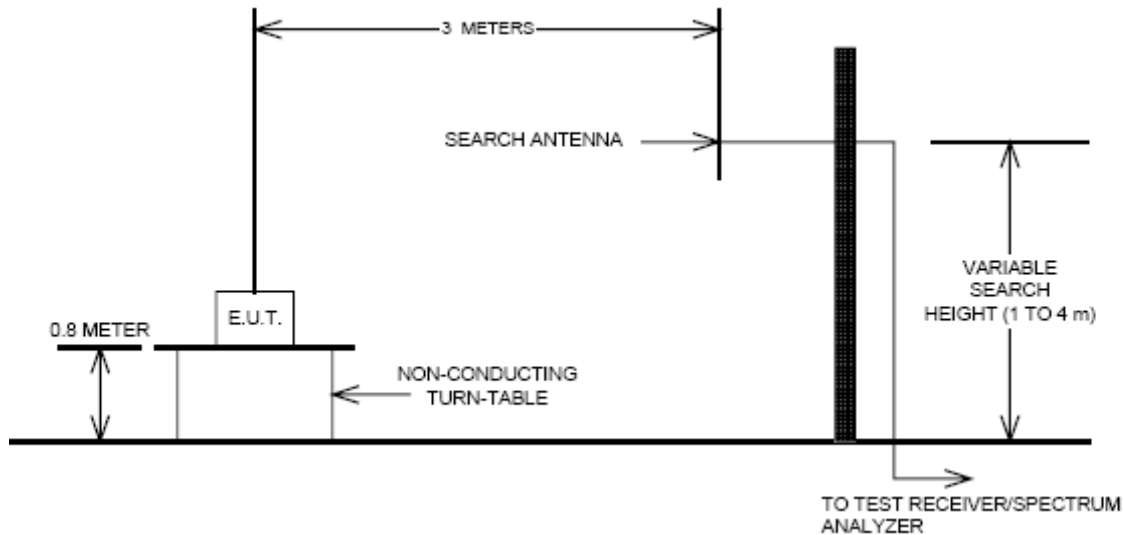 3 METERS
SEARCH ANTENNA
VARIABLE
SEARCH
HEIGHT (1 TO 4 m)
E.U.T.
0.8 METER
NON-CONDUCTING
TURN-TABLE
TO TEST RECEIVER/SPECTRUM
ANALYZER